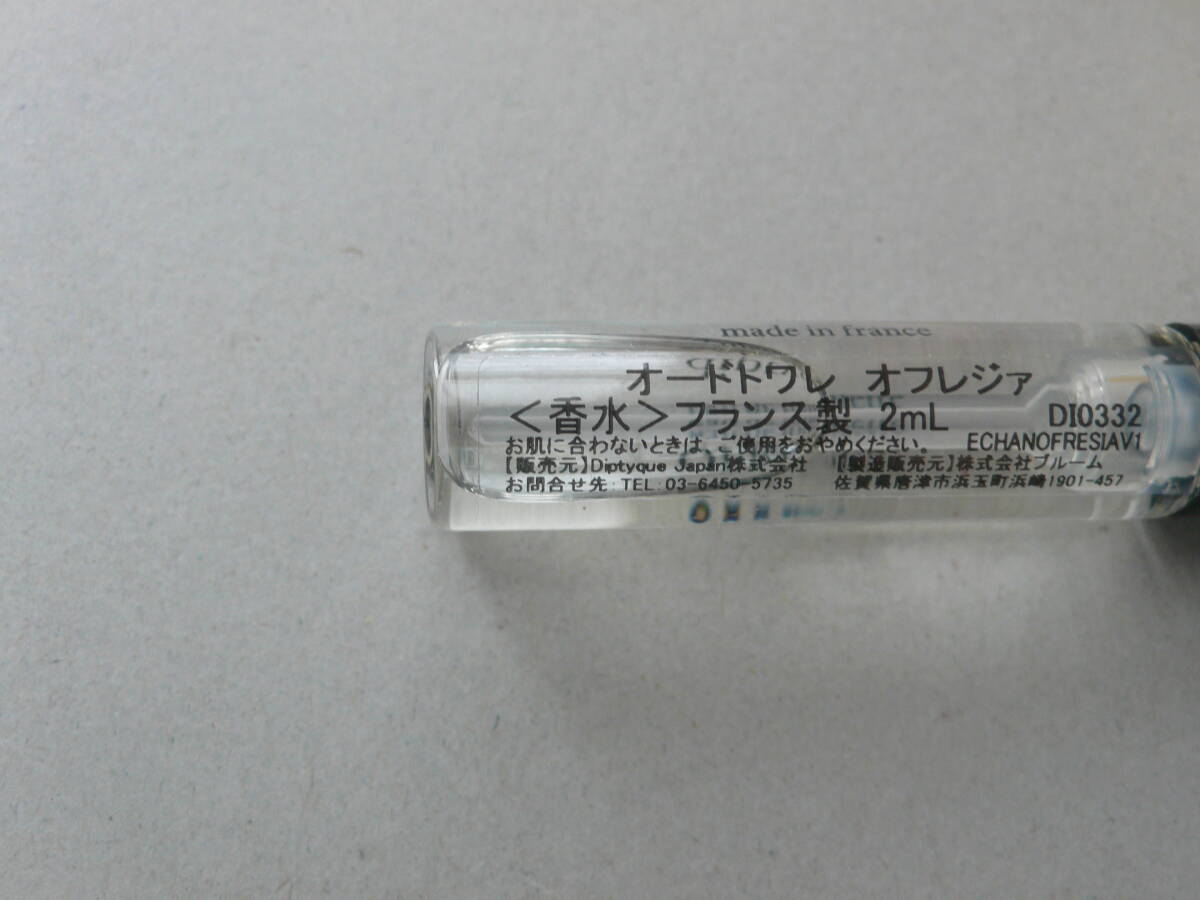 made in france
オードトワレ オフレジァ
＜香水＞フランス製 2mL DI0332
お肌に合わないときは、ご使用をおやめください。 ECHANOFRESIAV1
【販売元】Diptyque Japan株式会社 【製造販売元】株式会社ブルーム
お問合せ先:TEL:03-6450-5735 佐賀県唐津市浜玉町浜崎1901-457